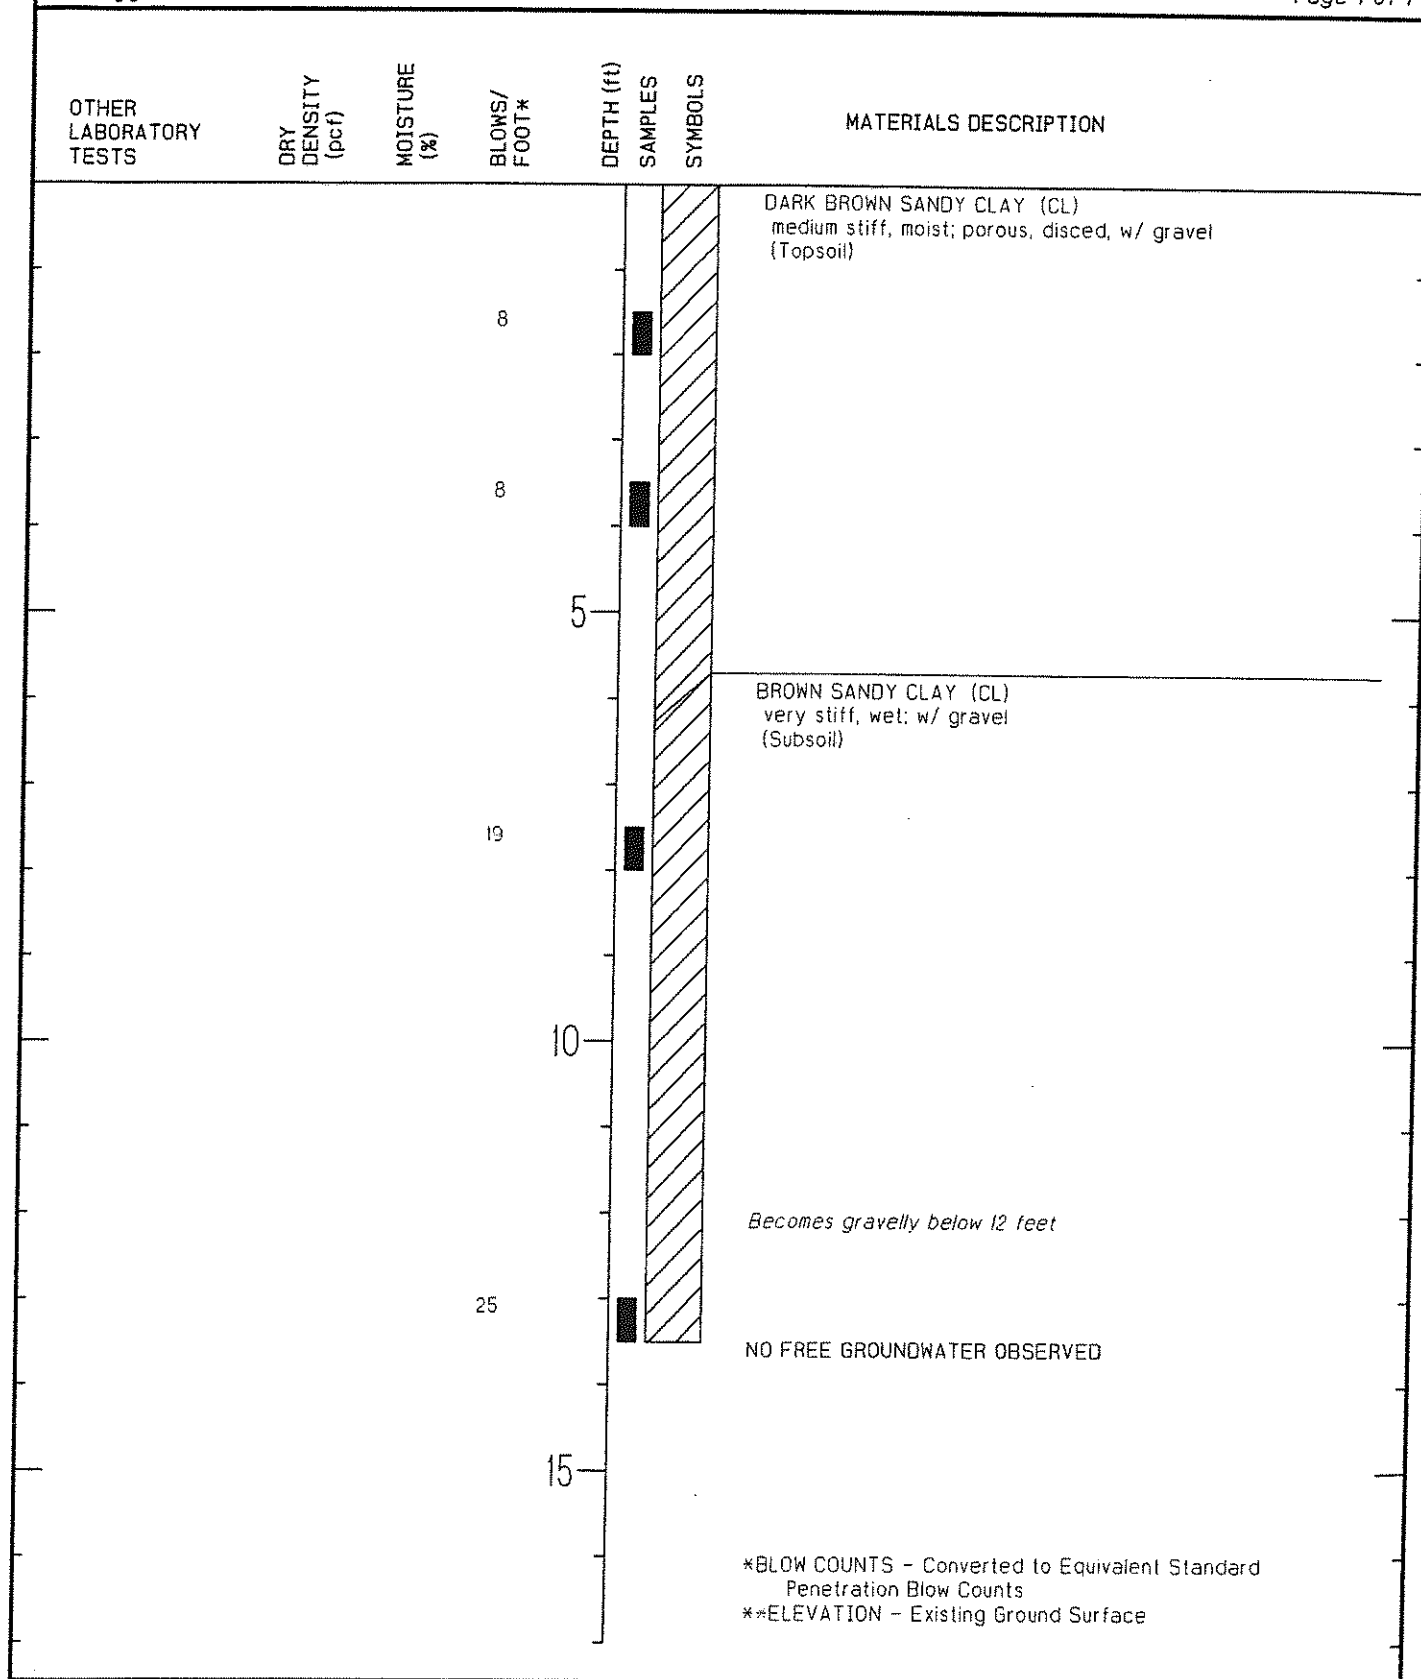 Page 1 of 1
OTHER
LABORATORY
TESTS
DRY
DENSITY
(pcf)
MOISTURE
(%)
BLOWS/
FOOT*
DEPTH (ft)
SAMPLES
SYMBOLS
MATERIALS DESCRIPTION
DARK BROWN SANDY CLAY (CL)
medium stiff, moist; porous, disced, w/ gravel
(Topsoil)
8
8
5
BROWN SANDY CLAY (CL)
very stiff, wet; w/ gravel
(Subsoil)
19
10
Becomes gravelly below 12 feet
25
NO FREE GROUNDWATER OBSERVED
15
*BLOW COUNTS - Converted to Equivalent Standard
Penetration Blow Counts
**ELEVATION - Existing Ground Surface